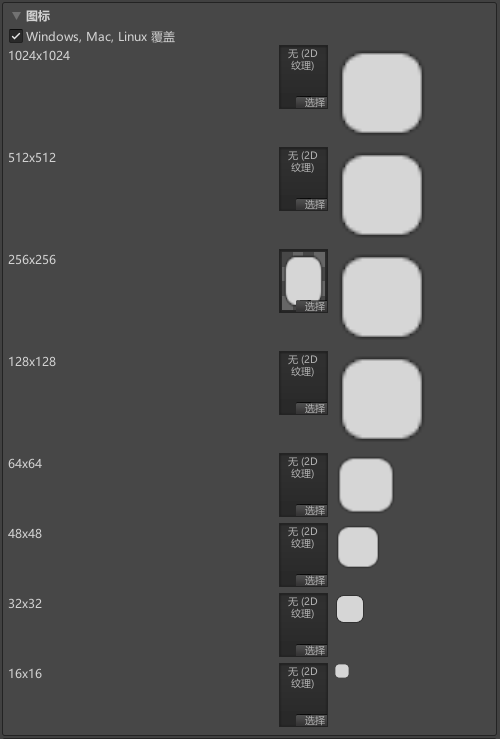 图标
Windows, Mac, Linux 覆盖
1024x1024
无 (2D
纹理)
选择
512x512
无 (2D
纹理)
选择
256x256
选择
128x128
无 (2D
纹理)
选择
64x64
无 (2D
纹理)
选择
48x48
无 (2D
纹理)
选择
32x32
无 (2D
纹理)
选择
16x16
无 (2D
纹理)
选择